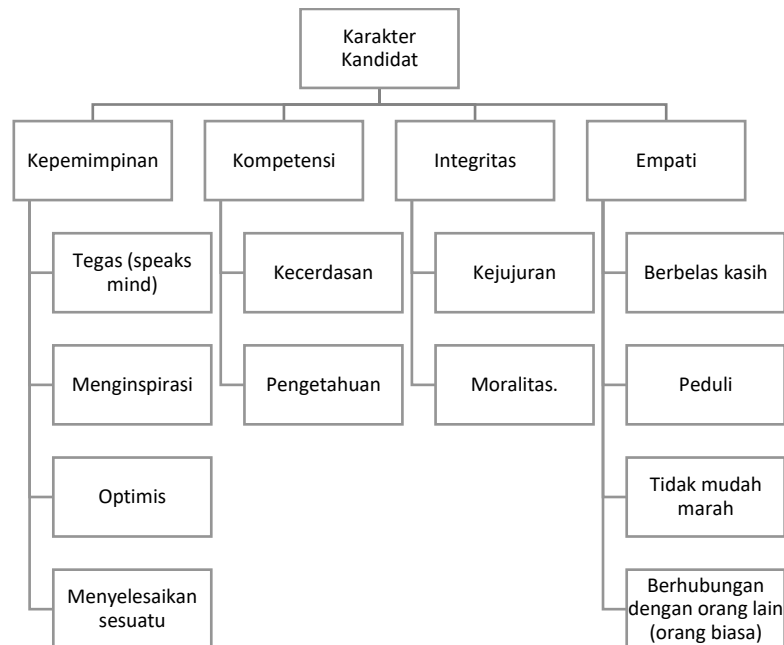 Karakter
Kandidat
Kepemimpinan
Kompetensi
Integritas
Empati
Tegas (speaks
mind)
Kecerdasan
Kejujuran
Berbelas kasih
Menginspirasi
Pengetahuan
Moralitas.
Peduli
Optimis
Tidak mudah
marah
Menyelesaikan
sesuatu
Berhubungan
dengan orang lain
(orang biasa)